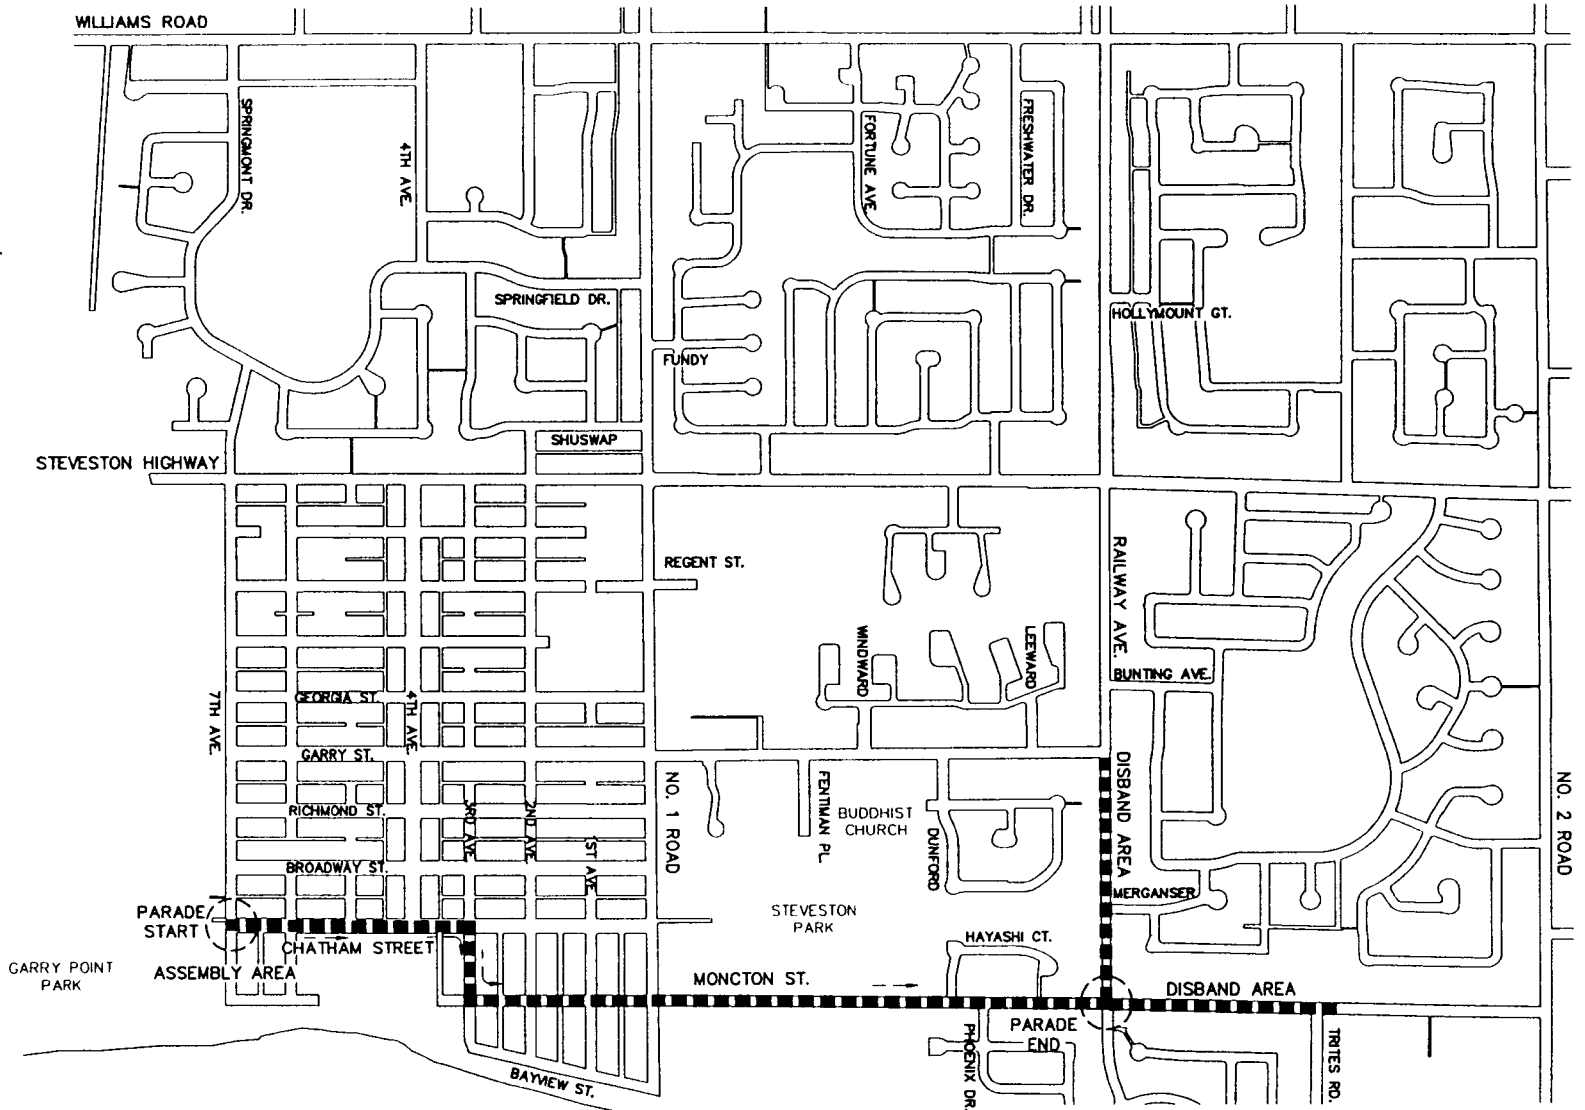 WILLIAMS ROAD
SPRINGMONT DR.
4TH AVE.
FORTUNE AVE.
FRESHWATER DR.
SPRINGFIELD DR.
HOLLYMOUNT GT.
FUNDY
SHUSWAP
STEVESTON HIGHWAY
REGENT ST.
RAILWAY AVE.
WINDWARD
LEEWARD
BUNTING AVE.
7TH AVE.
GEORGIA ST.
4TH AVE.
GARRY ST.
RICHMOND ST.
3RD AVE.
2ND AVE.
1ST AVE.
BROADWAY ST.
NO. 1 ROAD
FENTIMAN PL.
BUDDHIST
CHURCH
DUNFORD
DISBAND AREA
NO. 2 ROAD
MERGANSER
PARADE
START
STEVESTON
PARK
CHATHAM STREET
HAYASHI CT.
GARRY POINT
PARK
ASSEMBLY AREA
MONCTON ST.
DISBAND AREA
PARADE
END
PHOENIX DR.
TRITES RD.
BAYVIEW ST.